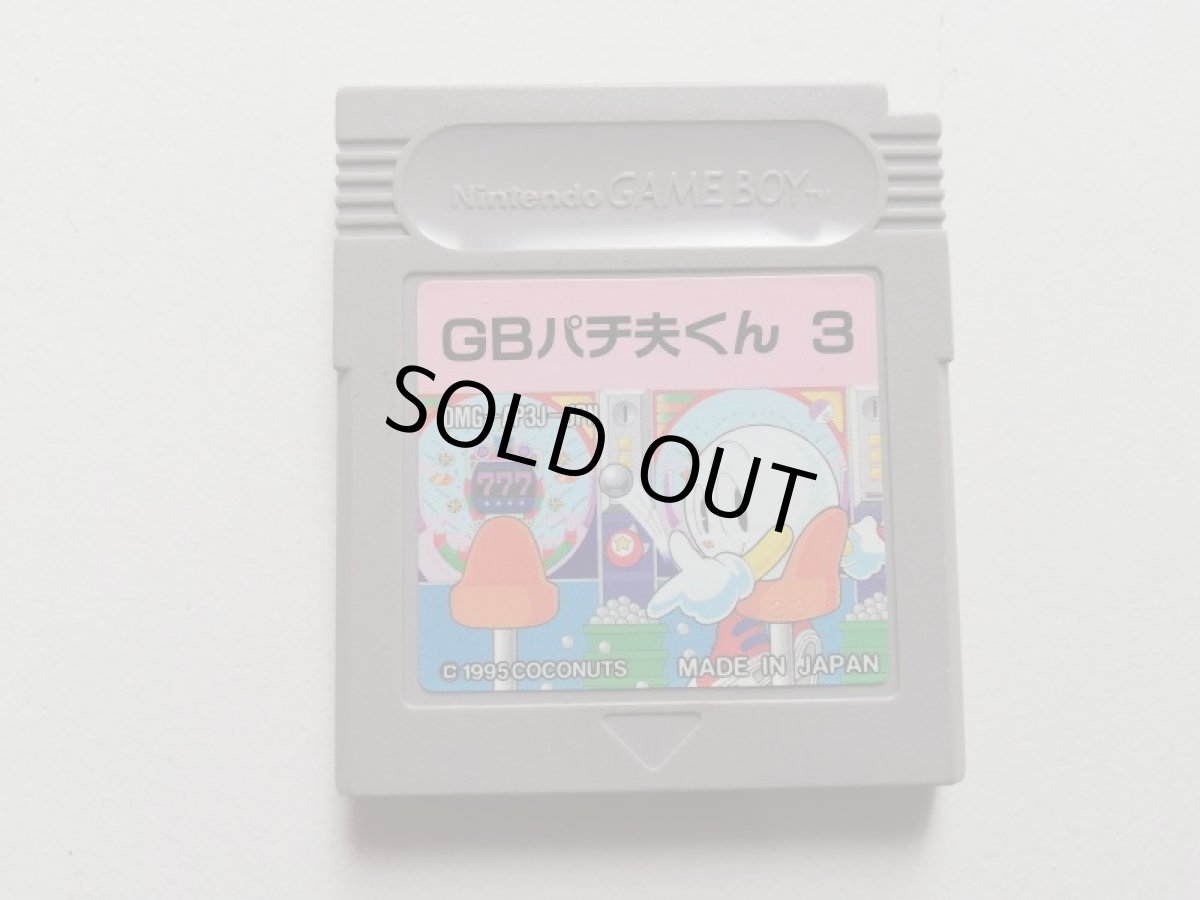 Nintendo GAME BOY TM
GBパチ夫くん 3
SOLD OUT
777
© 1995 COCONUTS
MADE IN JAPAN